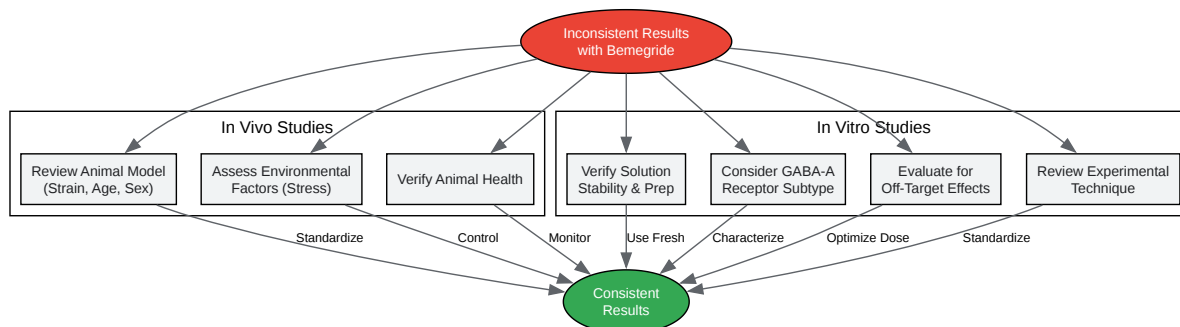 Inconsistent Results
with Bemegride
In Vivo Studies
In Vitro Studies
Review Animal Model
(Strain, Age, Sex)
Assess Environmental
Factors (Stress)
Verify Animal Health
Verify Solution
Stability & Prep
Consider GABA-A
Receptor Subtype
Evaluate for
Off-Target Effects
Review Experimental
Technique
Standardize
Control
Monitor
Use Fresh
Characterize
Optimize Dose
Standardize
Consistent
Results